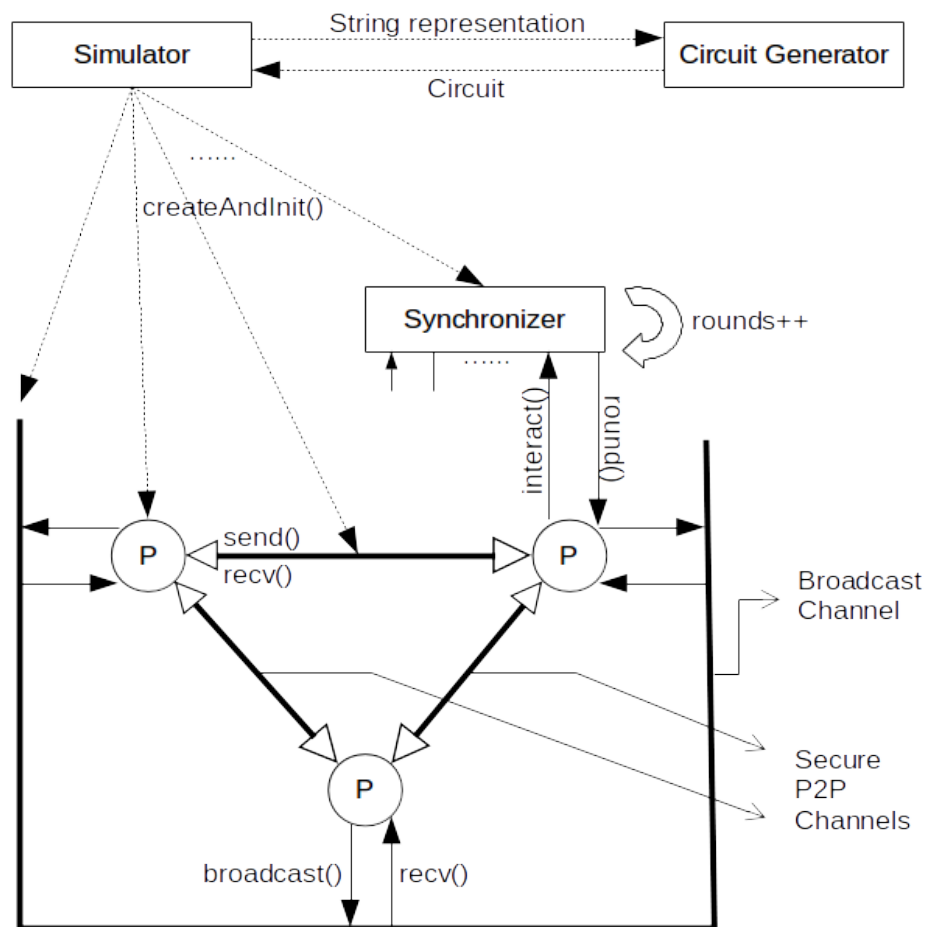 String representation
Simulator
Circuit Generator
Circuit
......
createAndInit()
Synchronizer
rounds++
......
interact()
round()
send()
P
P
recv()
Broadcast
Channel
Secure
P2P
Channels
P
broadcast()
recv()